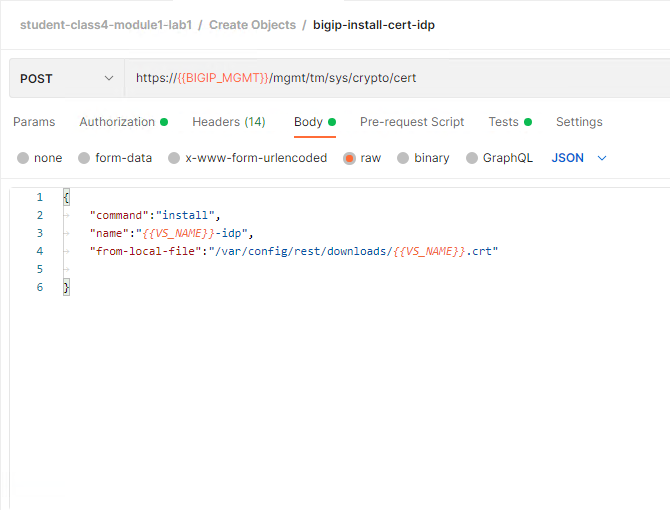 student-class4-module1-lab1 / Create Objects / bigip-install-cert-idp
POST https://{{BIGIP_MGMT}}/mgmt/tm/sys/crypto/cert
Params Authorization Headers (14) Body Pre-request Script Tests Settings
none form-data x-www-form-urlencoded raw binary GraphQL JSON
1 {
2 "command":"install",
3 "name":"{{VS_NAME}}-idp",
4 "from-local-file":"/var/config/rest/downloads/{{VS_NAME}}.crt"
5
6 }